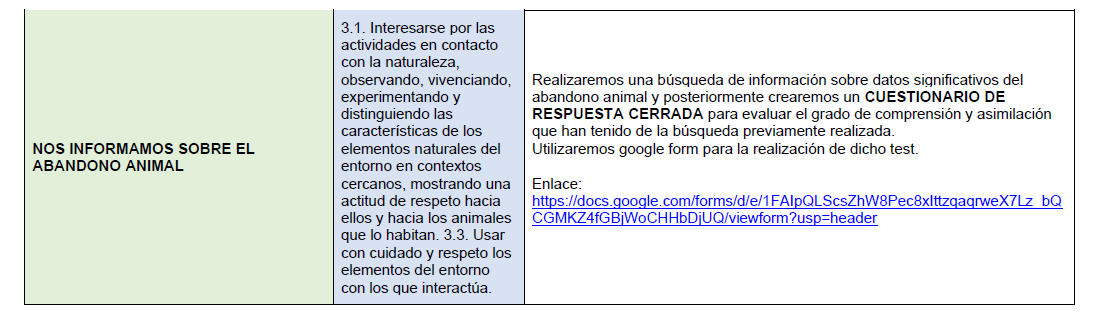 NOS INFORMAMOS SOBRE EL
ABANDONO ANIMAL
3.1. Interesarse por las
actividades en contacto
con la naturaleza,
observando, vivenciando,
experimentando y
distinguiendo las
características de los
elementos naturales del
entorno en contextos
cercanos, mostrando una
actitud de respeto hacia
ellos y hacia los animales
que lo habitan. 3.3. Usar
con cuidado y respeto los
elementos del entorno
con los que interactúa.
Realizaremos una búsqueda de información sobre datos significativos del
abandono animal y posteriormente crearemos un CUESTIONARIO DE
RESPUESTA CERRADA para evaluar el grado de comprensión y asimilación
que han tenido de la búsqueda previamente realizada.
Utilizaremos google form para la realización de dicho test.
Enlace:
https://docs.google.com/forms/d/e/1FAIpQLScsZhW8Pec8xIttzqaqrweX7Lz_bQ
CGMKZ4fGBjWoCHHbDjUQ/viewform?usp=header